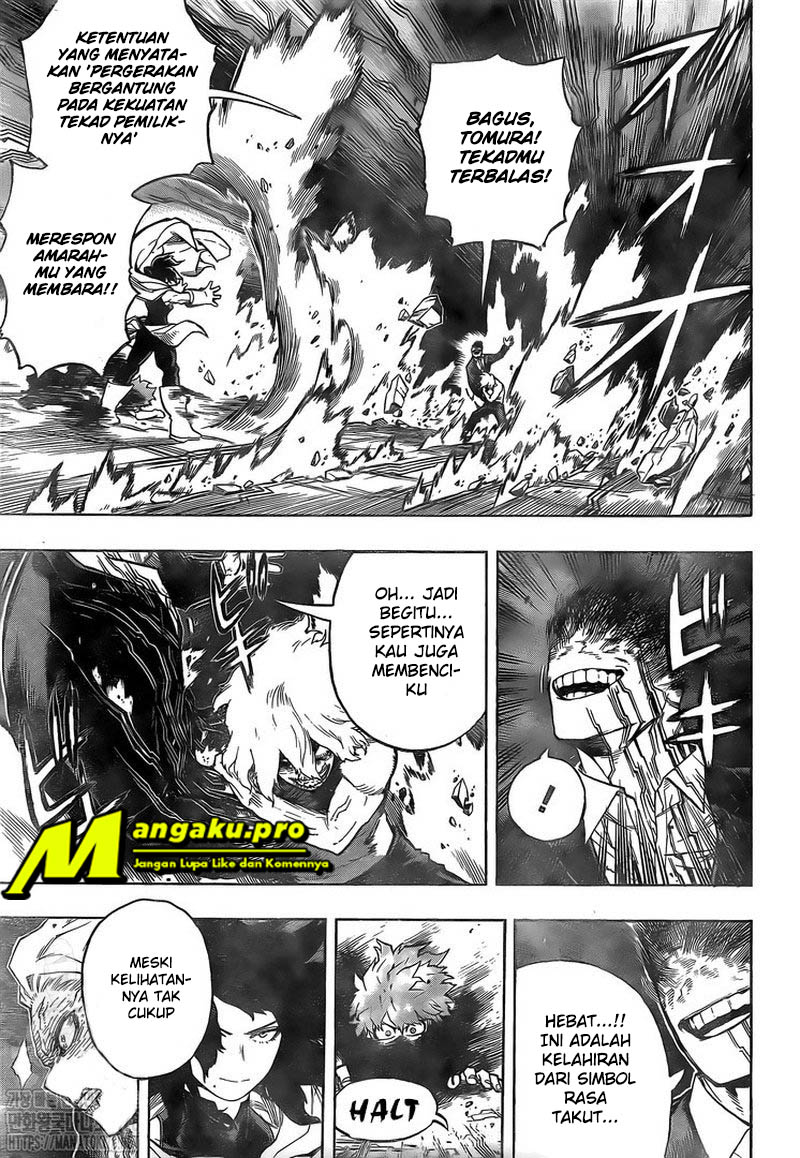 BAGUS,
TOMURA!
TEKADMU
TERBALAS!
KETENTUAN
YANG MENYATA-
KAN 'PERGERAKAN
BERGANTUNG
PADA KEKUATAN
TEKAD PEMILIK-
NYA'
MERESPON
AMARAH-
MU YANG
MEMBARA!!
!
OH... JADI
BEGITU...
SEPERTINYA
KAU JUGA
MEMBENCI-
KU
Mangaku.pro
Jangan Lupa Like dan Komennya
HEBAT...!!
INI ADALAH
KELAHIRAN
DARI SIMBOL
RASA
TAKUT...
HALT
MESKI
KELIHATAN-
NYA TAK
CUKUP